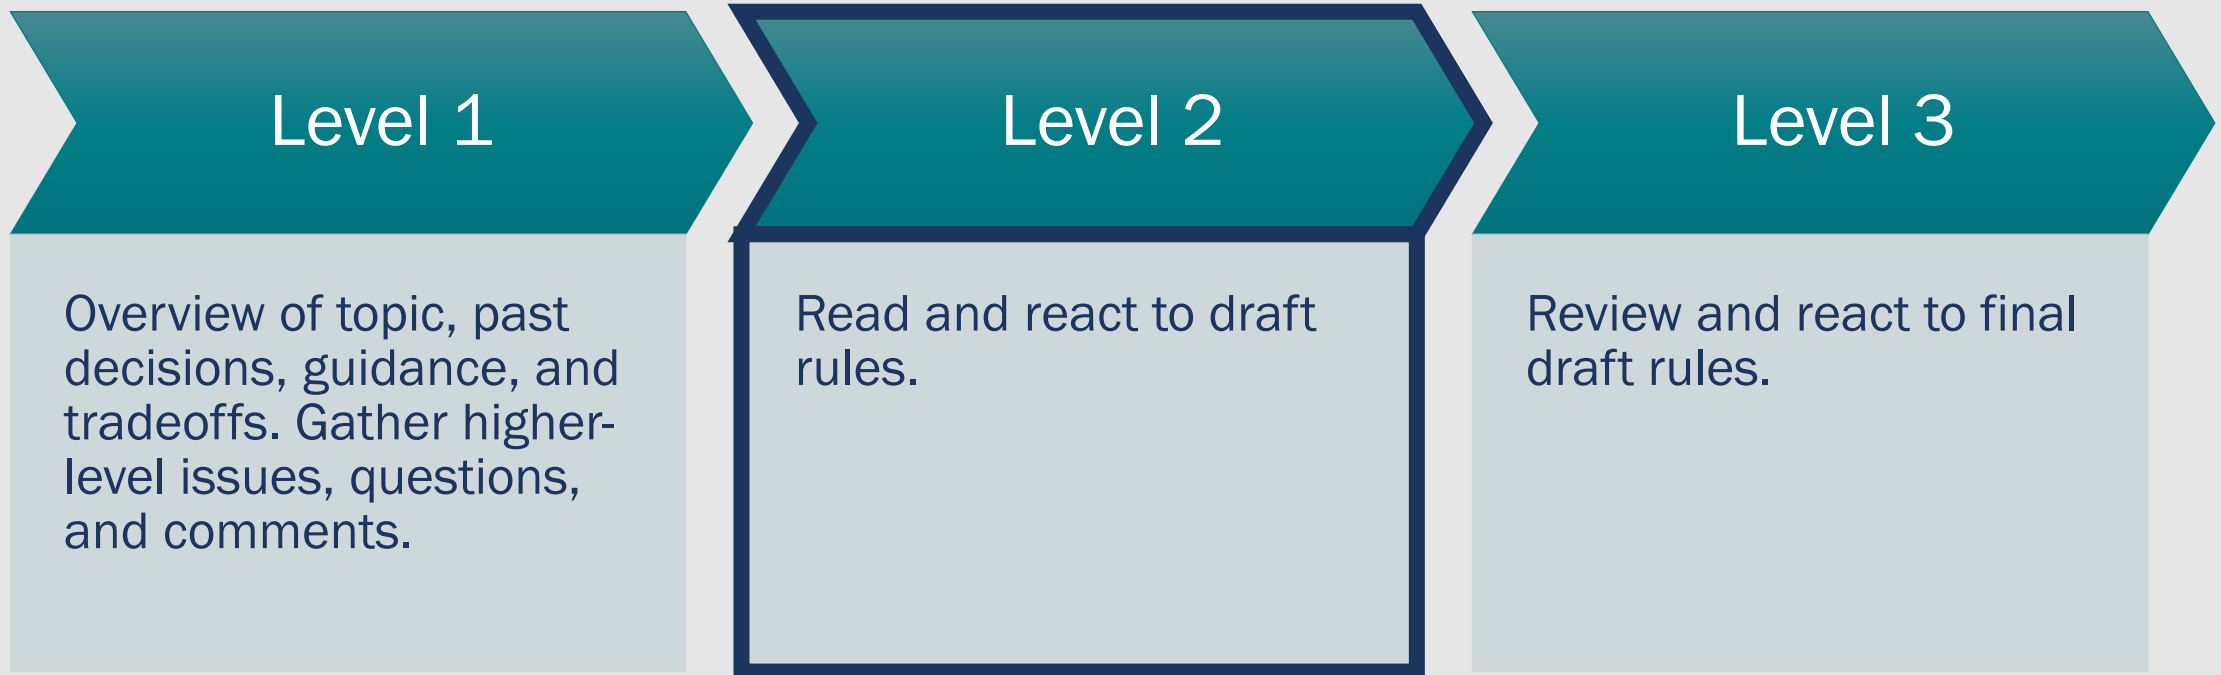 Level 1
Overview of topic, past
decisions, guidance, and
tradeoffs. Gather higher-
level issues, questions,
and comments.
Level 2
Read and react to draft
rules.
Level 3
Review and react to final
draft rules.